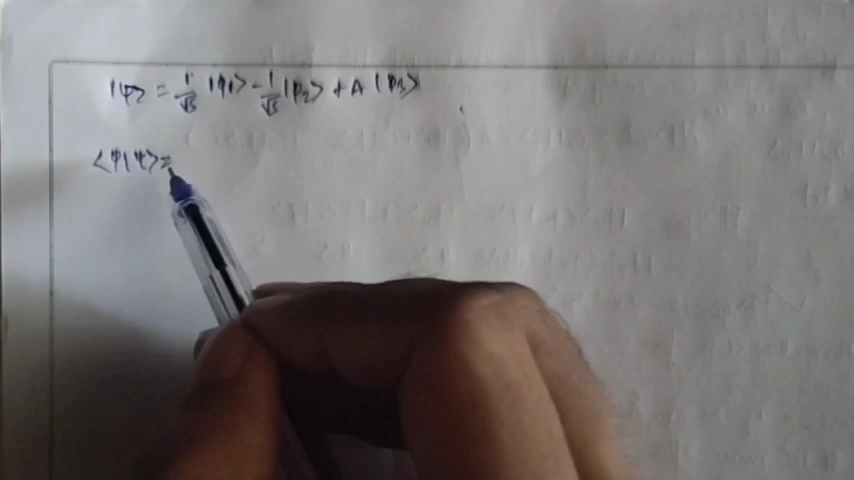 |ψ> = 1/√3 |φ1> - 1/√3 |φ2> + A |φ3>
<ψ|ψ> =